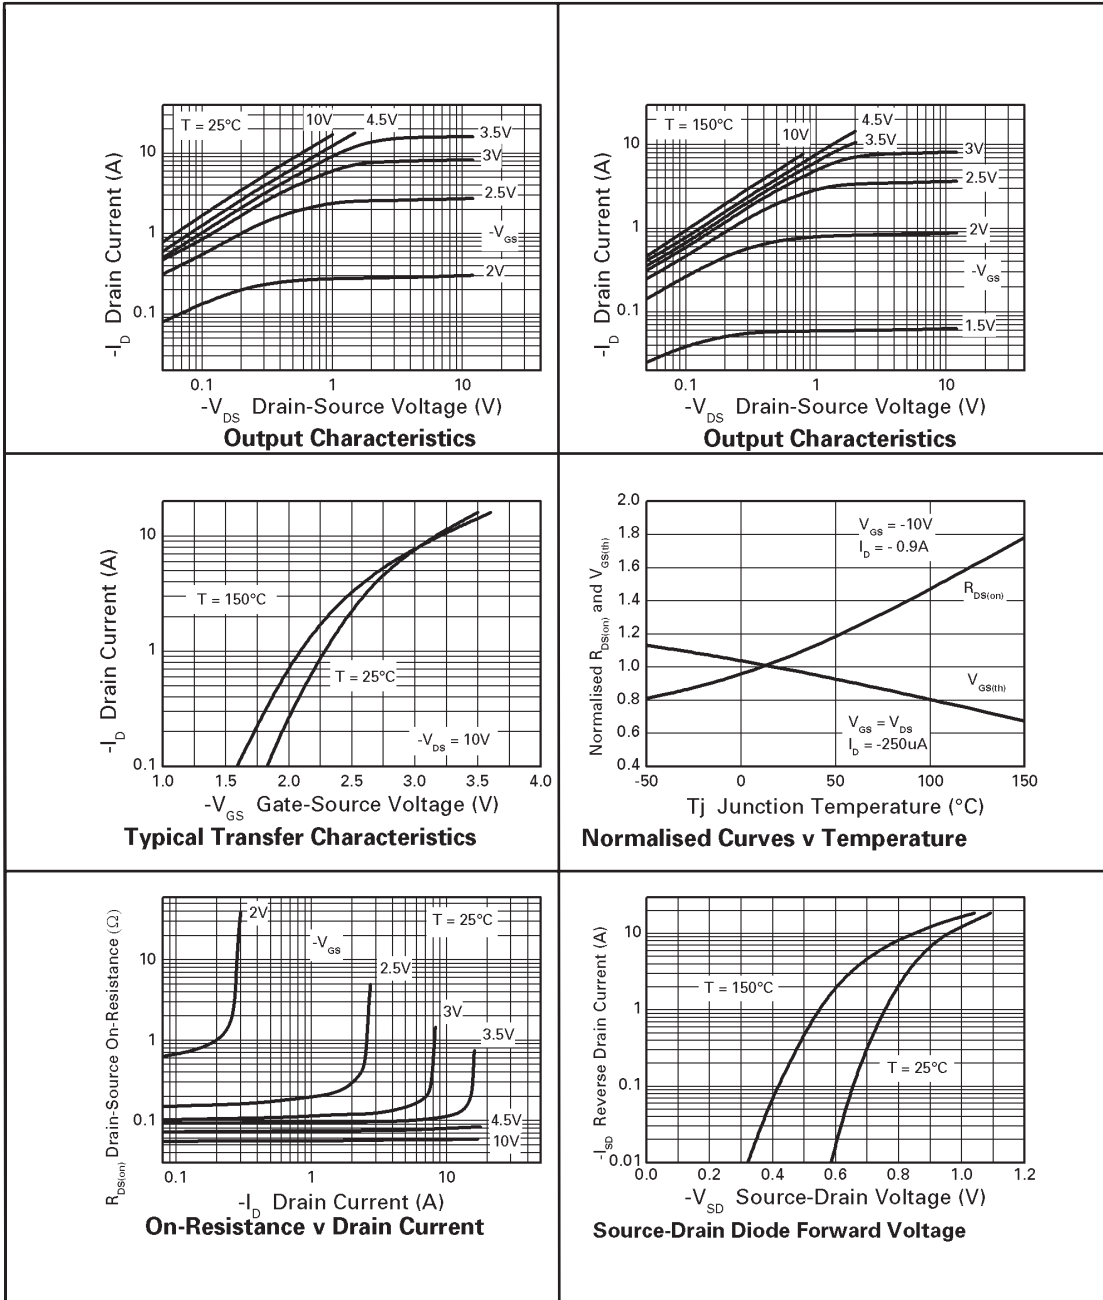 T = 25°C
10V
4.5V
3.5V
3V
2.5V
-VGS
2V
10
1
0.1
-ID Drain Current (A)
0.1
1
10
-VDS Drain-Source Voltage (V)
Output Characteristics
T = 150°C
10V
4.5V
3.5V
3V
2.5V
2V
-VGS
1.5V
10
1
0.1
-ID Drain Current (A)
0.1
1
10
-VDS Drain-Source Voltage (V)
Output Characteristics
10
1
0.1
-ID Drain Current (A)
T = 150°C
T = 25°C
-VDS = 10V
1.0
1.5
2.0
2.5
3.0
3.5
4.0
-VGS Gate-Source Voltage (V)
Typical Transfer Characteristics
2.0
1.8
1.6
1.4
1.2
1.0
0.8
0.6
0.4
Normalised RDS(on) and VGS(th)
VGS = -10V
ID = - 0.9A
RDS(on)
VGS(th)
VGS = VDS
ID = -250uA
-50
0
50
100
150
Tj Junction Temperature (°C)
Normalised Curves v Temperature
RDS(on) Drain-Source On-Resistance (Ω)
10
1
0.1
2V
T = 25°C
-VGS
2.5V
3V
3.5V
4.5V
10V
0.1
1
10
-ID Drain Current (A)
On-Resistance v Drain Current
-ISD Reverse Drain Current (A)
10
1
0.1
0.01
T = 150°C
T = 25°C
0.0
0.2
0.4
0.6
0.8
1.0
1.2
-VSD Source-Drain Voltage (V)
Source-Drain Diode Forward Voltage